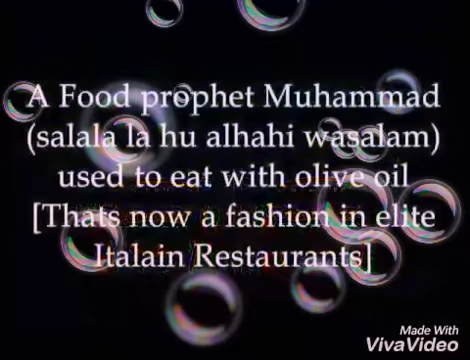 A Food prophet Muhammad
(salala la hu alhahi wasalam)
used to eat with olive oil
[Thats now a fashion in elite
Italain Restaurants]
Made With
VivaVideo